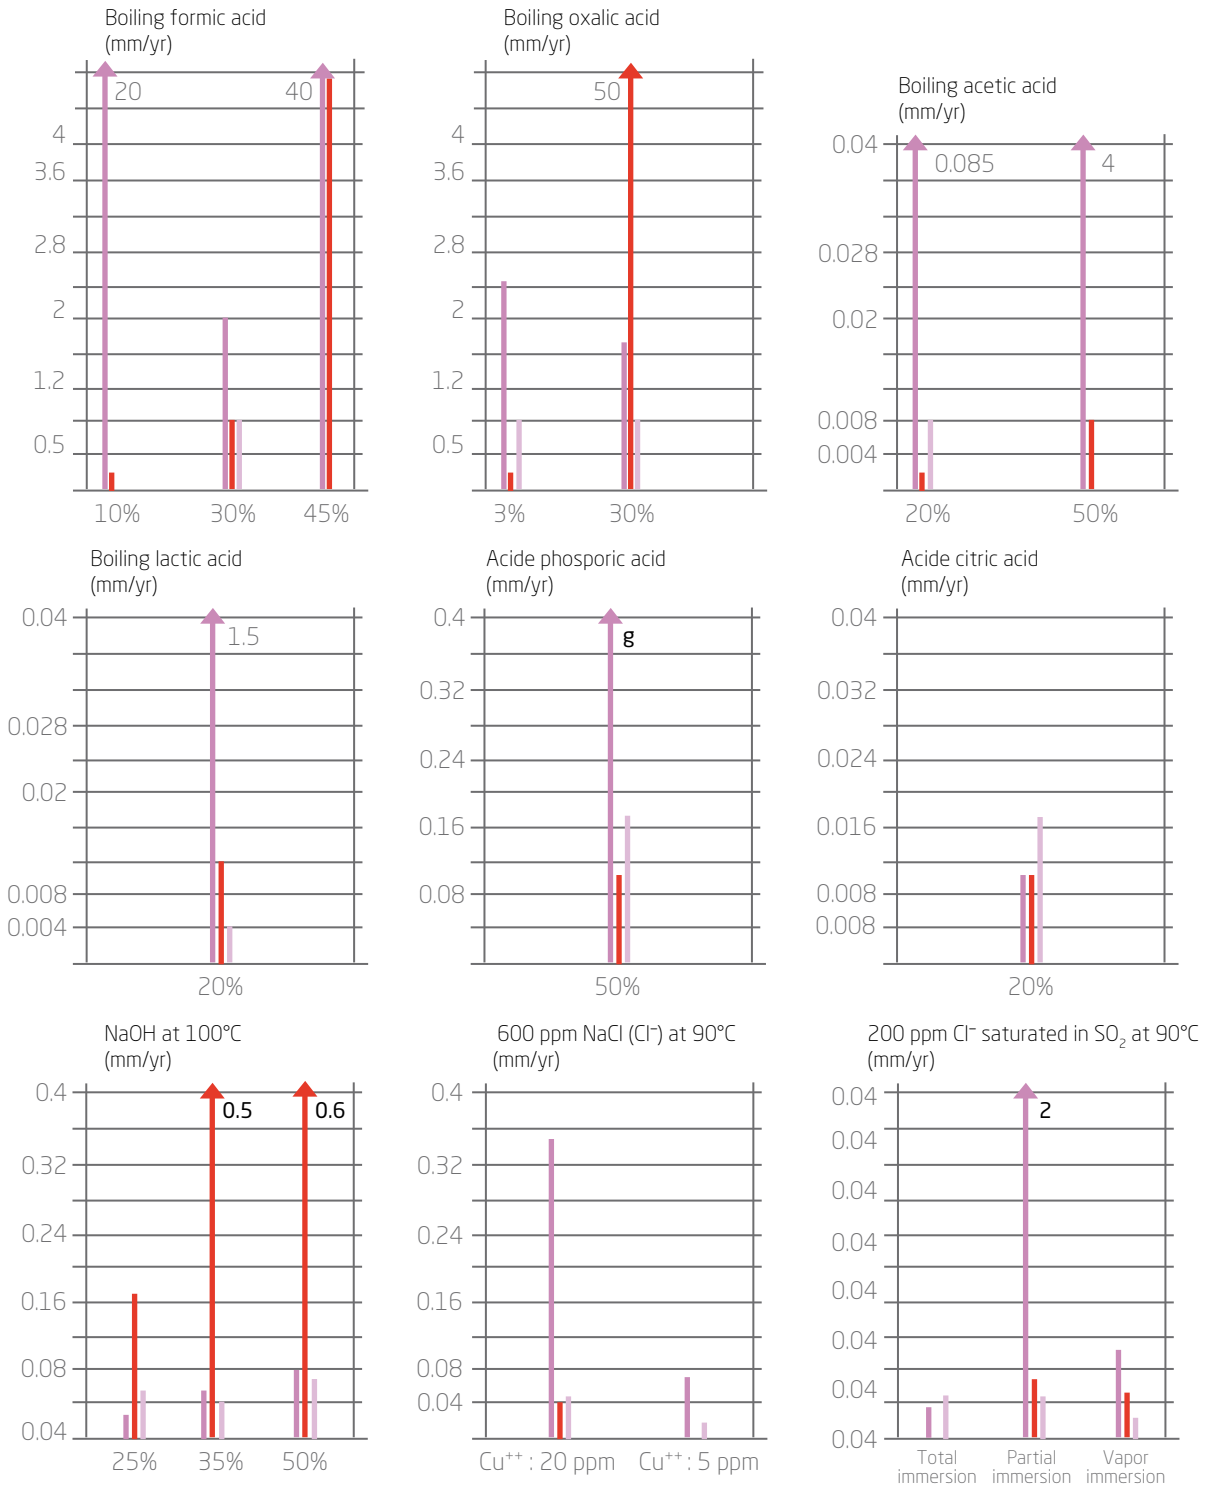 Boiling formic acid
(mm/yr)
20
40
4
3.6
2.8
2
1.2
0.5
10% 30% 45%
Boiling oxalic acid
(mm/yr)
50
4
3.6
2.8
2
1.2
0.5
3% 30%
Boiling acetic acid
(mm/yr)
0.04
0.085
4
0.028
0.02
0.008
0.004
20% 50%
Boiling lactic acid
(mm/yr)
0.04
1.5
0.028
0.02
0.008
0.004
20%
Acide phosporic acid
(mm/yr)
0.4
g
0.32
0.24
0.16
0.08
50%
Acide citric acid
(mm/yr)
0.04
0.032
0.024
0.016
0.008
0.008
20%
NaOH at 100°C
(mm/yr)
0.4
0.5
0.6
0.32
0.24
0.16
0.08
0.04
25% 35% 50%
600 ppm NaCl (Cl⁻) at 90°C
(mm/yr)
0.4
0.32
0.24
0.16
0.08
0.04
Cu⁺⁺ : 20 ppm Cu⁺⁺ : 5 ppm
200 ppm Cl⁻ saturated in SO₂ at 90°C
(mm/yr)
0.04
2
0.04
0.04
0.04
0.04
0.04
0.04
0.04
Total Partial Vapor
immersion immersion immersion